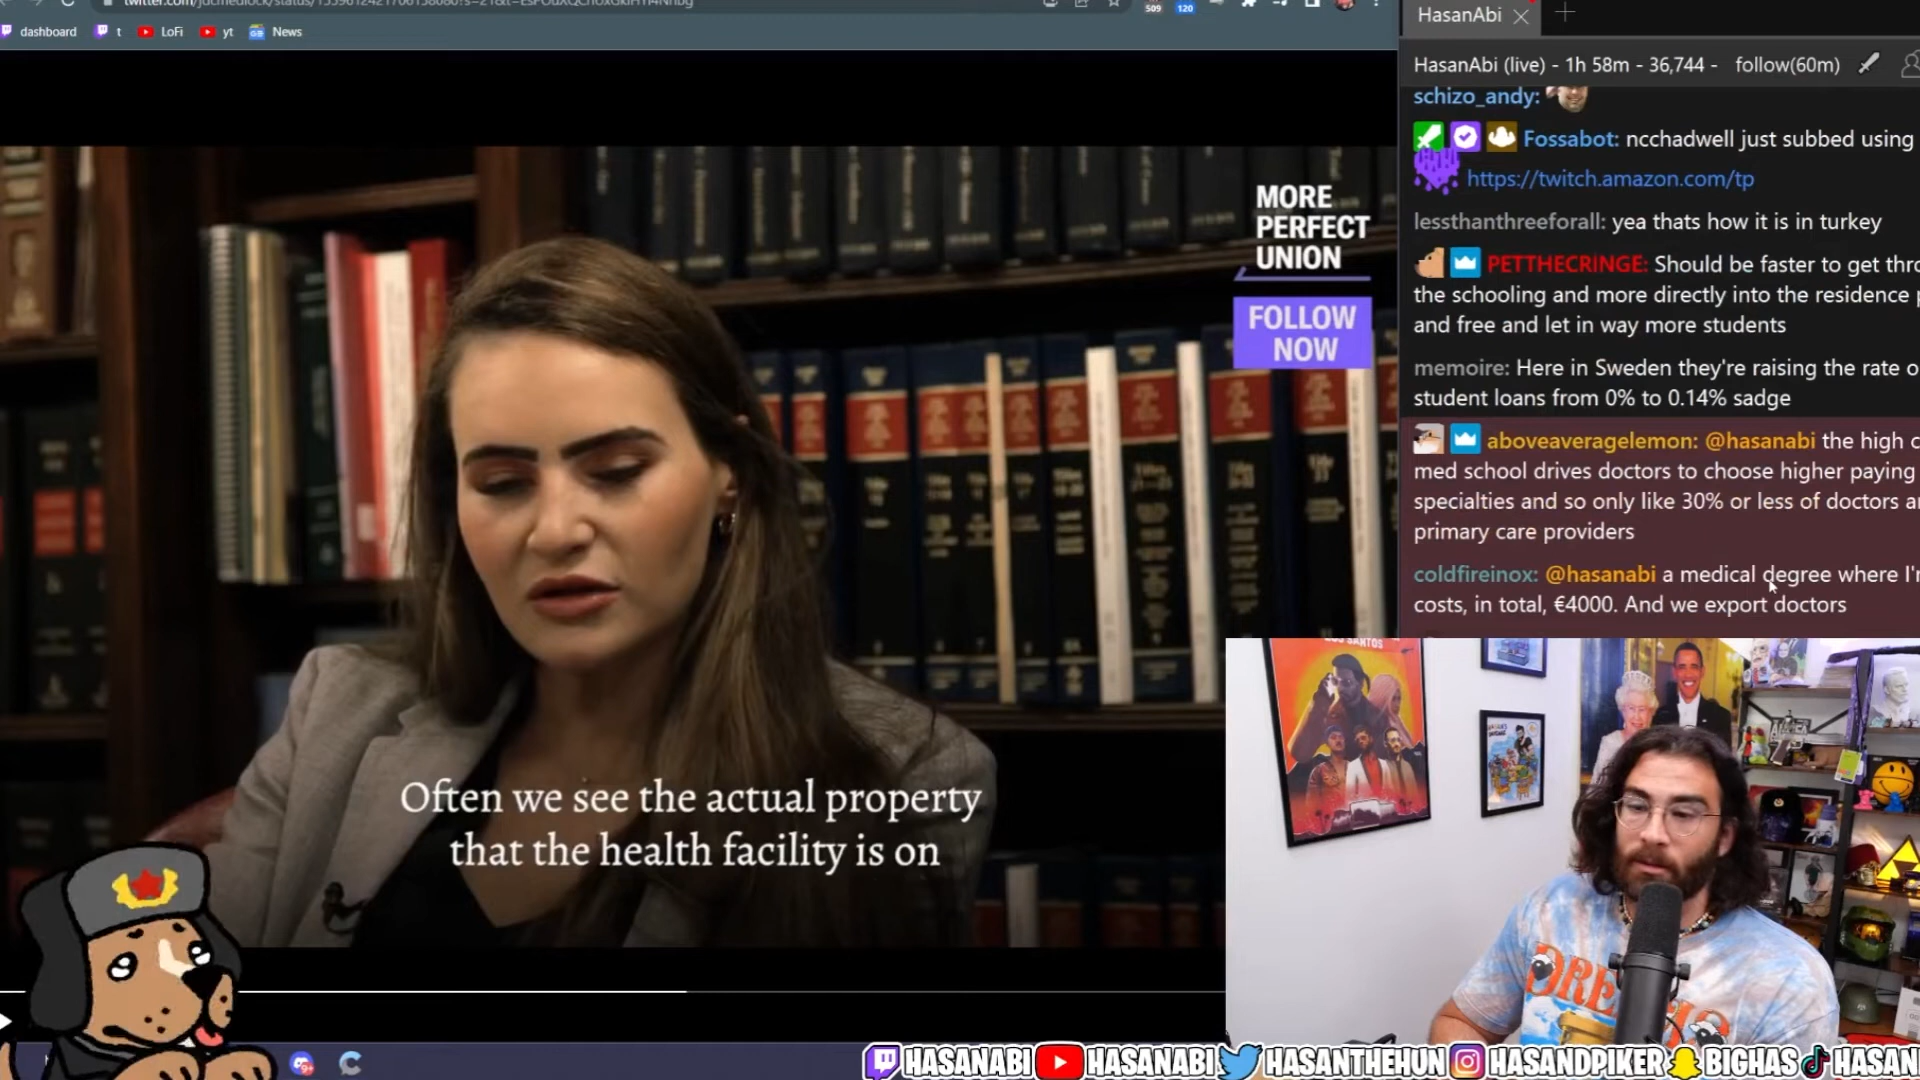 dashboard
t
LoFi
yt
News
509
120
MORE
PERFECT
UNION
FOLLOW
NOW
Often we see the actual property
that the health facility is on
HasanAbi
HasanAbi (live) - 1h 58m - 36,744 - follow(60m)
schizo_andy:
Fossabot: ncchadwell just subbed using
https://twitch.amazon.com/tp
lessthanthreeforall: yea thats how it is in turkey
PETTHECRINGE: Should be faster to get thro
the schooling and more directly into the residence p
and free and let in way more students
memoire: Here in Sweden they're raising the rate o
student loans from 0% to 0.14% sadge
aboveaveragelemon: @hasanabi the high c
med school drives doctors to choose higher paying
specialties and so only like 30% or less of doctors a
primary care providers
coldfireinox: @hasanabi a medical degree where I'
costs, in total, €4000. And we export doctors
LOS SANTOS
HASANABI
HASANABI
HASANTHEHUN
HASANDPIKER
BIGHAS
HASAN